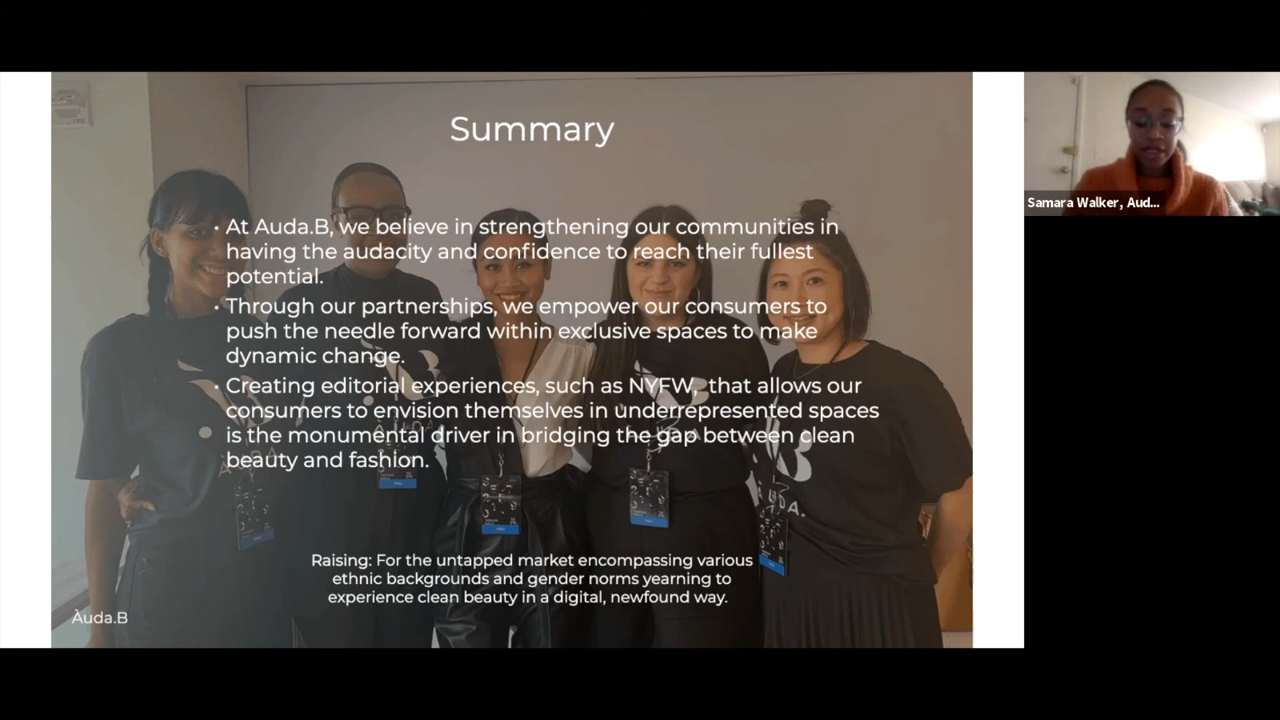 Summary
• At Auda.B, we believe in strengthening our communities in
having the audacity and confidence to reach their fullest
potential.
• Through our partnerships, we empower our consumers to
push the needle forward within exclusive spaces to make
dynamic change.
• Creating editorial experiences, such as NYFW, that allows our
consumers to envision themselves in underrepresented spaces
is the monumental driver in bridging the gap between clean
beauty and fashion.
Raising: For the untapped market encompassing various
ethnic backgrounds and gender norms yearning to
experience clean beauty in a digital, newfound way.
Àuda.B
Samara Walker, Aud...